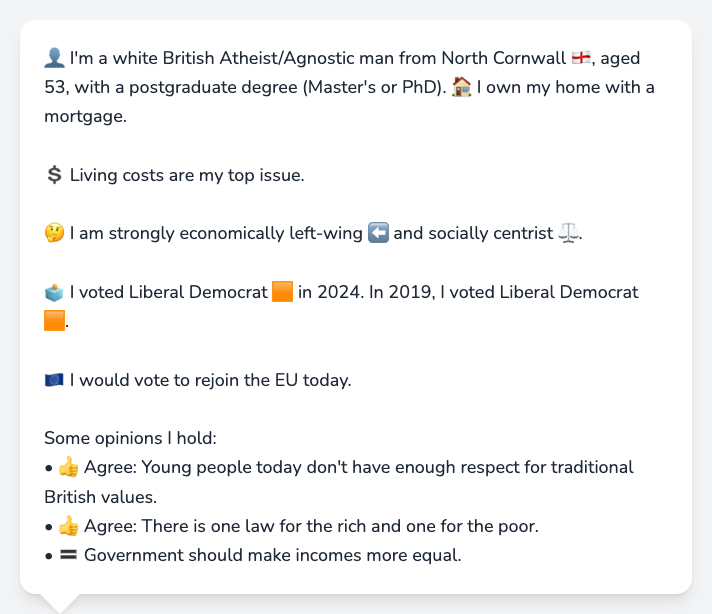 👤 I'm a white British Atheist/Agnostic man from North Cornwall 🏴󠁧󠁢󠁥󠁮󠁧󠁿, aged
53, with a postgraduate degree (Master's or PhD). 🏠 I own my home with a
mortgage.
💲 Living costs are my top issue.
🤔 I am strongly economically left-wing ⬅️ and socially centrist ⚖️.
🗳️ I voted Liberal Democrat 🟧 in 2024. In 2019, I voted Liberal Democrat
🟧.
🇪🇺 I would vote to rejoin the EU today.
Some opinions I hold:
• 👍 Agree: Young people today don't have enough respect for traditional
British values.
• 👍 Agree: There is one law for the rich and one for the poor.
• 🟰 Government should make incomes more equal.